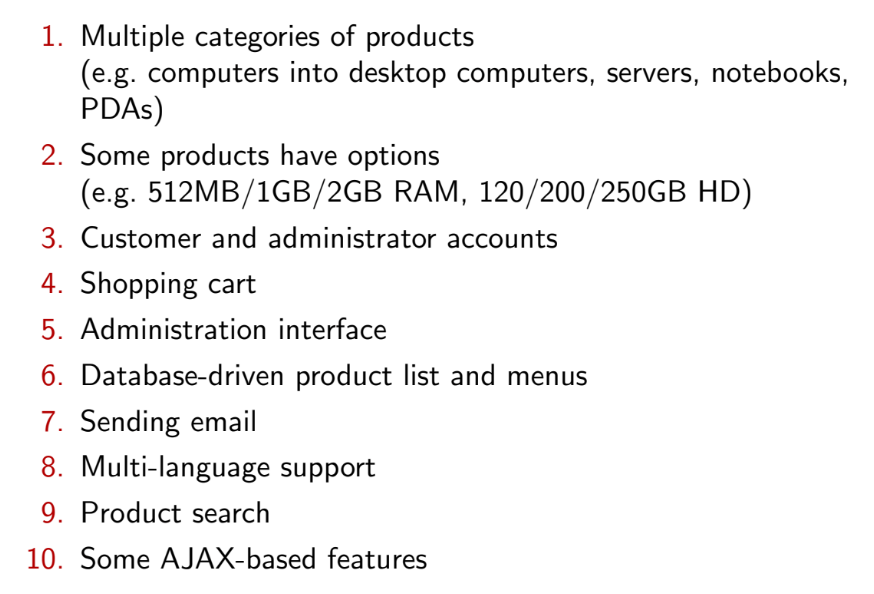 1. Multiple categories of products
(e.g. computers into desktop computers, servers, notebooks,
PDAs)
2. Some products have options
(e.g. 512MB/1GB/2GB RAM, 120/200/250GB HD)
3. Customer and administrator accounts
4. Shopping cart
5. Administration interface
6. Database-driven product list and menus
7. Sending email
8. Multi-language support
9. Product search
10. Some AJAX-based features